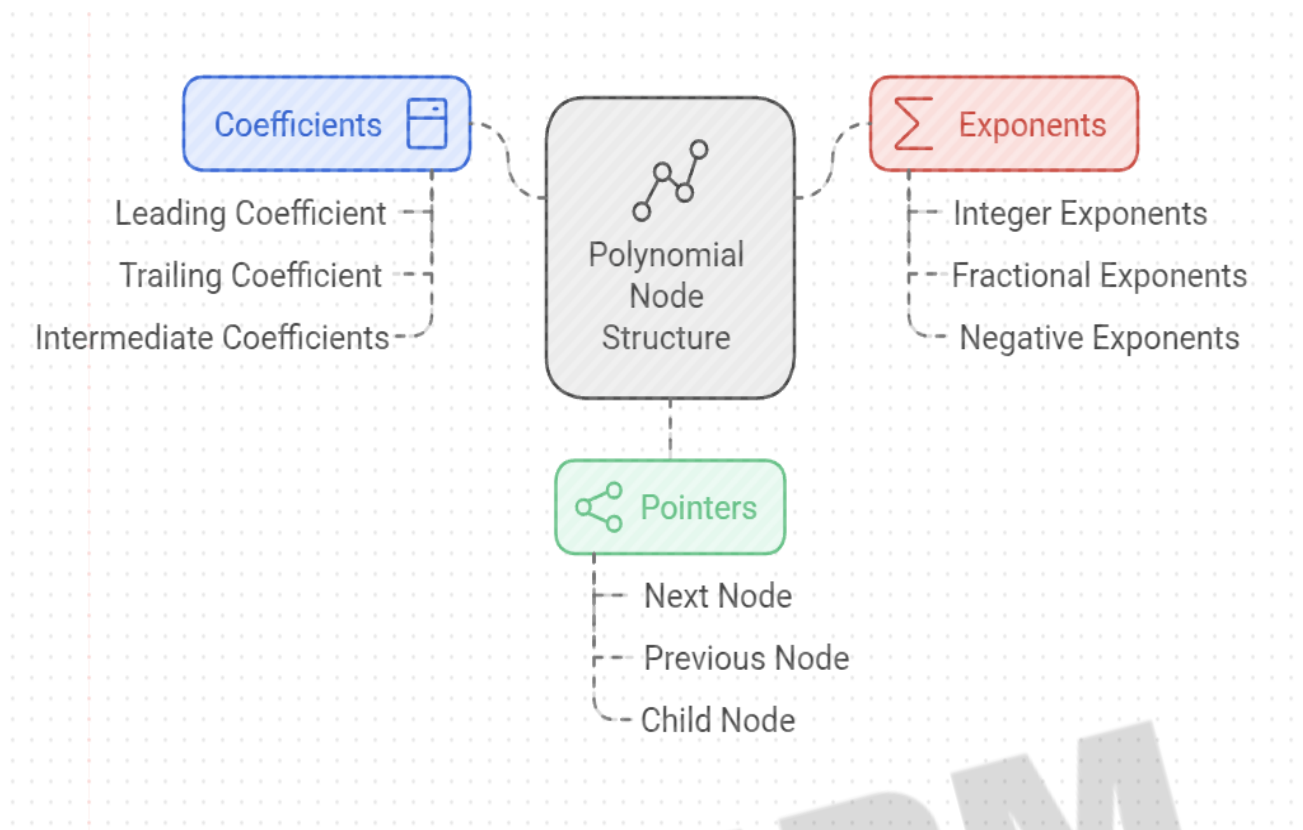 Coefficients
Leading Coefficient
Trailing Coefficient
Intermediate Coefficients
Polynomial
Node
Structure
Exponents
Integer Exponents
Fractional Exponents
Negative Exponents
Pointers
Next Node
Previous Node
Child Node